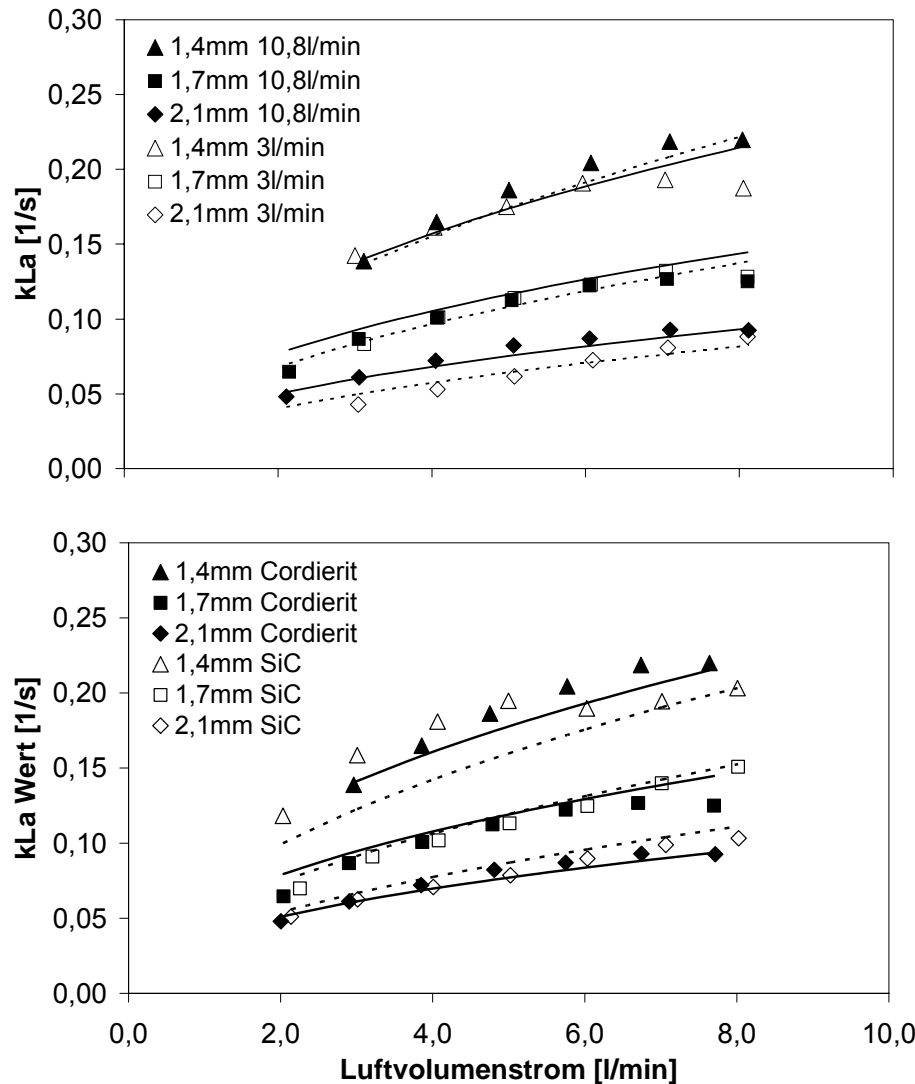 0,30
0,25
0,20
0,15
0,10
0,05
0,00
kLa [1/s]
1,4mm 10,8l/min
1,7mm 10,8l/min
2,1mm 10,8l/min
1,4mm 3l/min
1,7mm 3l/min
2,1mm 3l/min
0,30
0,25
0,20
0,15
0,10
0,05
0,00
kLa Wert [1/s]
1,4mm Cordierit
1,7mm Cordierit
2,1mm Cordierit
1,4mm SiC
1,7mm SiC
2,1mm SiC
0,0 2,0 4,0 6,0 8,0 10,0
Luftvolumenstrom [l/min]